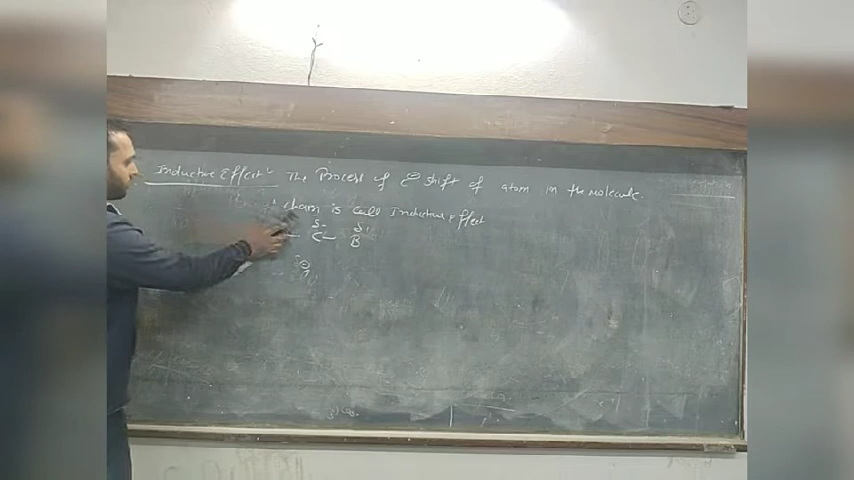 Inductive Effect:- The Process of e⊖ shift of atom in the molecule.
chain is call Inductive effect
δ- δ+
C— B